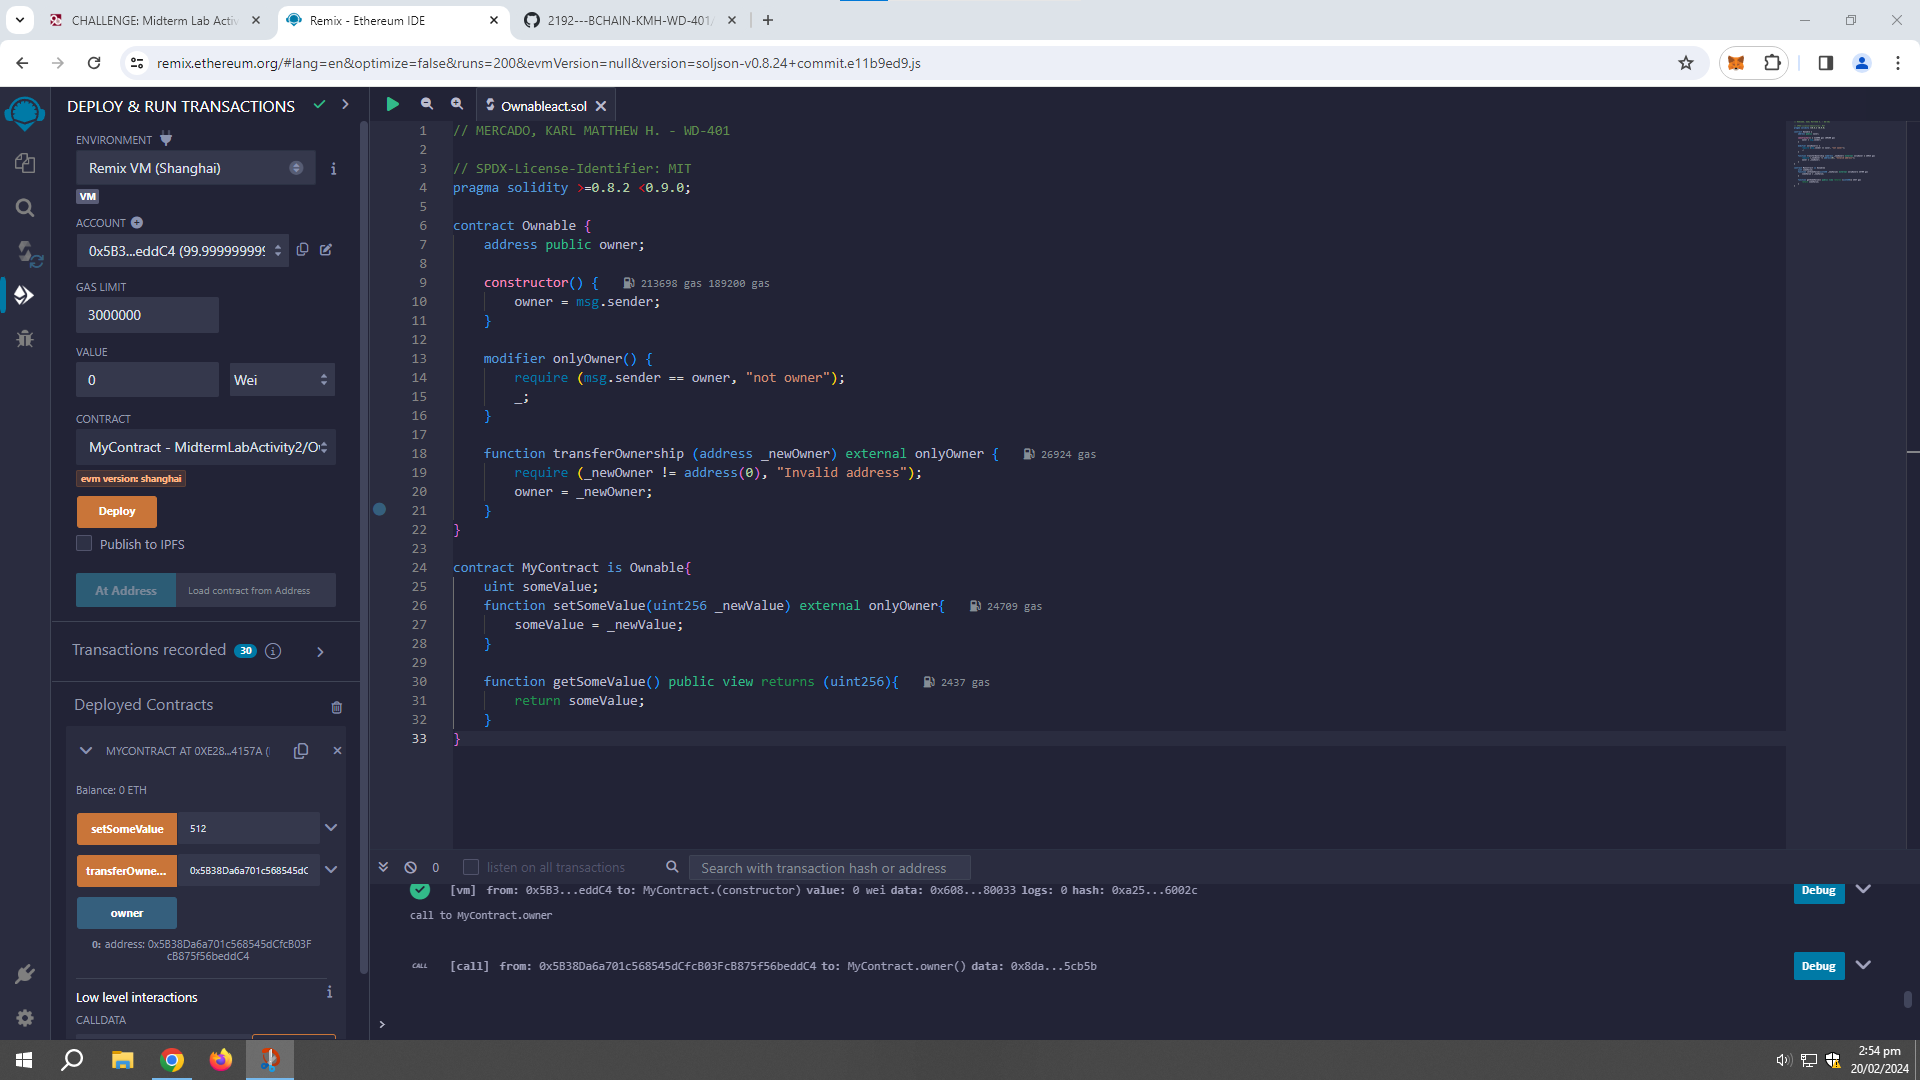 CHALLENGE: Midterm Lab Activ
Remix - Ethereum IDE
2192---BCHAIN-KMH-WD-401/
remix.ethereum.org/#lang=en&optimize=false&runs=200&evmVersion=null&version=soljson-v0.8.24+commit.e11b9ed9.js
DEPLOY & RUN TRANSACTIONS
ENVIRONMENT
Remix VM (Shanghai)
VM
ACCOUNT
0x5B3...eddC4 (99.9999999999
GAS LIMIT
3000000
VALUE
0
Wei
CONTRACT
MyContract - MidtermLabActivity2/O
evm version: shanghai
Deploy
Publish to IPFS
At Address
Load contract from Address
Transactions recorded 30
Deployed Contracts
MYCONTRACT AT 0XE28...4157A (
Balance: 0 ETH
setSomeValue 512
transferOwne... 0x5B38Da6a701c568545dC
owner
0: address: 0x5B38Da6a701c568545dCfcB03F
cB875f56beddC4
Low level interactions
CALLDATA
Ownableact.sol
1 // MERCADO, KARL MATTHEW H. - WD-401
2
3 // SPDX-License-Identifier: MIT
4 pragma solidity >=0.8.2 <0.9.0;
5
6 contract Ownable {
7 address public owner;
8
9 constructor() { 213698 gas 189200 gas
10 owner = msg.sender;
11 }
12
13 modifier onlyOwner() {
14 require (msg.sender == owner, "not owner");
15 _;
16 }
17
18 function transferOwnership (address _newOwner) external onlyOwner { 26924 gas
19 require (_newOwner != address(0), "Invalid address");
20 owner = _newOwner;
21 }
22 }
23
24 contract MyContract is Ownable{
25 uint someValue;
26 function setSomeValue(uint256 _newValue) external onlyOwner{ 24709 gas
27 someValue = _newValue;
28 }
29
30 function getSomeValue() public view returns (uint256){ 2437 gas
31 return someValue;
32 }
33 }
0
listen on all transactions
Search with transaction hash or address
[vm] from: 0x5B3...eddC4 to: MyContract.(constructor) value: 0 wei data: 0x608...80033 logs: 0 hash: 0xa25...6002c
Debug
call to MyContract.owner
CALL [call] from: 0x5B38Da6a701c568545dCfcB03FcB875f56beddC4 to: MyContract.owner() data: 0x8da...5cb5b
Debug
>
2:54 pm
20/02/2024